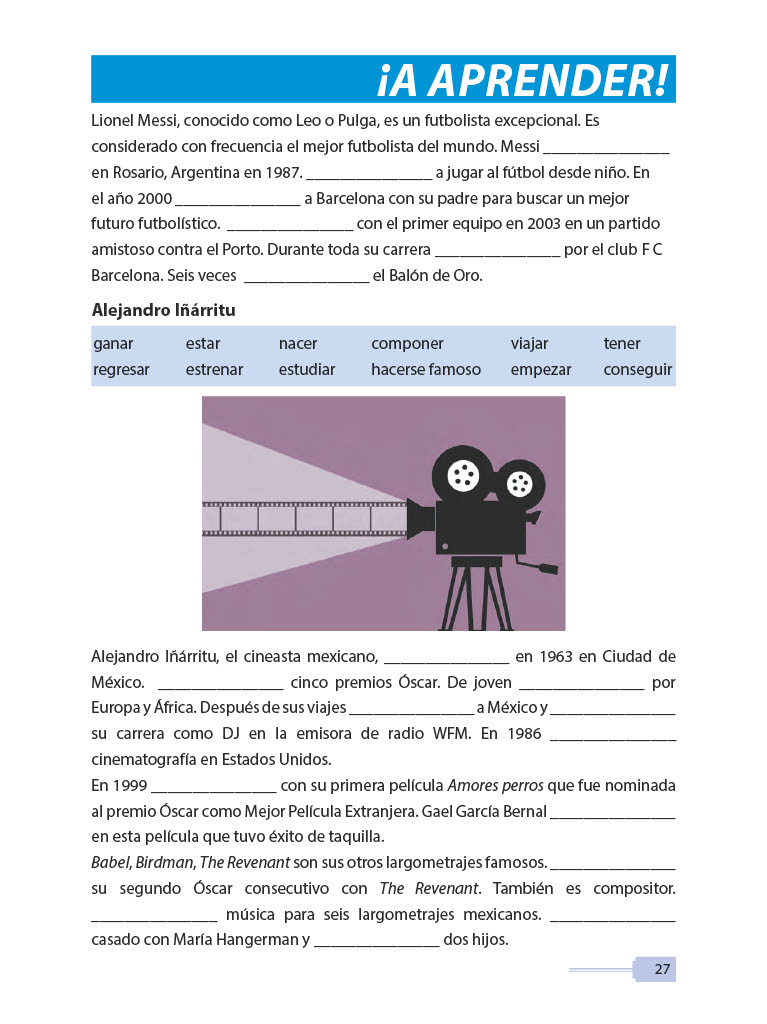 ¡A APRENDER!
Lionel Messi, conocido como Leo o Pulga, es un futbolista excepcional. Es
considerado con frecuencia el mejor futbolista del mundo. Messi _______________
en Rosario, Argentina en 1987. _______________ a jugar al fútbol desde niño. En
el año 2000 _______________ a Barcelona con su padre para buscar un mejor
futuro futbolístico. _______________ con el primer equipo en 2003 en un partido
amistoso contra el Porto. Durante toda su carrera _______________ por el club F C
Barcelona. Seis veces _______________ el Balón de Oro.
Alejandro Iñárritu
ganar estar nacer componer viajar tener
regresar estrenar estudiar hacerse famoso empezar conseguir
Alejandro Iñárritu, el cineasta mexicano, _______________ en 1963 en Ciudad de
México. _______________ cinco premios Óscar. De joven _______________ por
Europa y África. Después de sus viajes _______________ a México y _______________
su carrera como DJ en la emisora de radio WFM. En 1986 _______________
cinematografía en Estados Unidos.
En 1999 _______________ con su primera película Amores perros que fue nominada
al premio Óscar como Mejor Película Extranjera. Gael García Bernal _______________
en esta película que tuvo éxito de taquilla.
Babel, Birdman, The Revenant son sus otros largometrajes famosos. _______________
su segundo Óscar consecutivo con The Revenant. También es compositor.
_______________ música para seis largometrajes mexicanos. _______________
casado con María Hangerman y _______________ dos hijos.
27